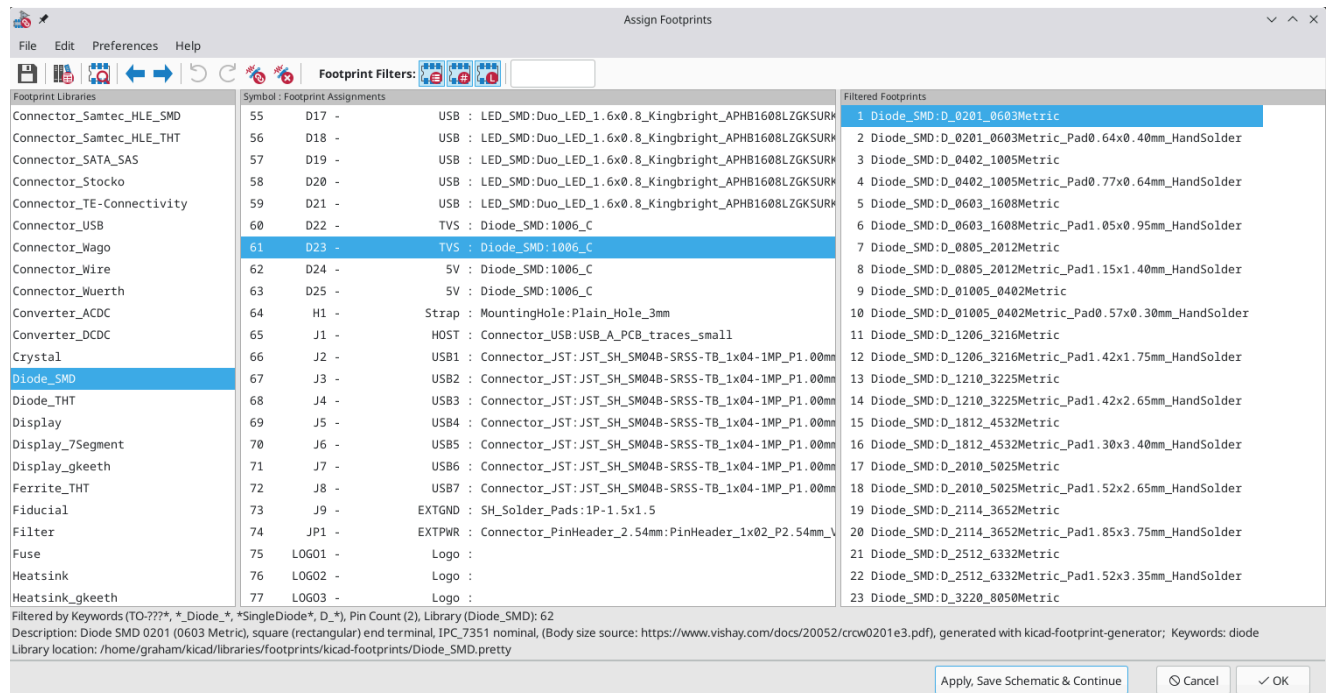 Assign Footprints
File Edit Preferences Help
Footprint Filters:
Footprint Libraries
Connector_Samtec_HLE_SMD
Connector_Samtec_HLE_THT
Connector_SATA_SAS
Connector_Stocko
Connector_TE-Connectivity
Connector_USB
Connector_Wago
Connector_Wire
Connector_Wuerth
Converter_ACDC
Converter_DCDC
Crystal
Diode_SMD
Diode_THT
Display
Display_7Segment
Display_gkeeth
Ferrite_THT
Fiducial
Filter
Fuse
Heatsink
Heatsink_gkeeth
Symbol : Footprint Assignments
55 D17 - USB : LED_SMD:Duo_LED_1.6x0.8_Kingbright_APHB1608LZGKSURK
56 D18 - USB : LED_SMD:Duo_LED_1.6x0.8_Kingbright_APHB1608LZGKSURK
57 D19 - USB : LED_SMD:Duo_LED_1.6x0.8_Kingbright_APHB1608LZGKSURK
58 D20 - USB : LED_SMD:Duo_LED_1.6x0.8_Kingbright_APHB1608LZGKSURK
59 D21 - USB : LED_SMD:Duo_LED_1.6x0.8_Kingbright_APHB1608LZGKSURK
60 D22 - TVS : Diode_SMD:1006_C
61 D23 - TVS : Diode_SMD:1006_C
62 D24 - 5V : Diode_SMD:1006_C
63 D25 - 5V : Diode_SMD:1006_C
64 H1 - Strap : MountingHole:Plain_Hole_3mm
65 J1 - HOST : Connector_USB:USB_A_PCB_traces_small
66 J2 - USB1 : Connector_JST:JST_SH_SM04B-SRSS-TB_1x04-1MP_P1.00mm
67 J3 - USB2 : Connector_JST:JST_SH_SM04B-SRSS-TB_1x04-1MP_P1.00mm
68 J4 - USB3 : Connector_JST:JST_SH_SM04B-SRSS-TB_1x04-1MP_P1.00mm
69 J5 - USB4 : Connector_JST:JST_SH_SM04B-SRSS-TB_1x04-1MP_P1.00mm
70 J6 - USB5 : Connector_JST:JST_SH_SM04B-SRSS-TB_1x04-1MP_P1.00mm
71 J7 - USB6 : Connector_JST:JST_SH_SM04B-SRSS-TB_1x04-1MP_P1.00mm
72 J8 - USB7 : Connector_JST:JST_SH_SM04B-SRSS-TB_1x04-1MP_P1.00mm
73 J9 - EXTGND : SH_Solder_Pads:1P-1.5x1.5
74 JP1 - EXTPWR : Connector_PinHeader_2.54mm:PinHeader_1x02_P2.54mm_V
75 LOGO1 - Logo :
76 LOGO2 - Logo :
77 LOGO3 - Logo :
Filtered Footprints
1 Diode_SMD:D_0201_0603Metric
2 Diode_SMD:D_0201_0603Metric_Pad0.64x0.40mm_HandSolder
3 Diode_SMD:D_0402_1005Metric
4 Diode_SMD:D_0402_1005Metric_Pad0.77x0.64mm_HandSolder
5 Diode_SMD:D_0603_1608Metric
6 Diode_SMD:D_0603_1608Metric_Pad1.05x0.95mm_HandSolder
7 Diode_SMD:D_0805_2012Metric
8 Diode_SMD:D_0805_2012Metric_Pad1.15x1.40mm_HandSolder
9 Diode_SMD:D_01005_0402Metric
10 Diode_SMD:D_01005_0402Metric_Pad0.57x0.30mm_HandSolder
11 Diode_SMD:D_1206_3216Metric
12 Diode_SMD:D_1206_3216Metric_Pad1.42x1.75mm_HandSolder
13 Diode_SMD:D_1210_3225Metric
14 Diode_SMD:D_1210_3225Metric_Pad1.42x2.65mm_HandSolder
15 Diode_SMD:D_1812_4532Metric
16 Diode_SMD:D_1812_4532Metric_Pad1.30x3.40mm_HandSolder
17 Diode_SMD:D_2010_5025Metric
18 Diode_SMD:D_2010_5025Metric_Pad1.52x2.65mm_HandSolder
19 Diode_SMD:D_2114_3652Metric
20 Diode_SMD:D_2114_3652Metric_Pad1.85x3.75mm_HandSolder
21 Diode_SMD:D_2512_6332Metric
22 Diode_SMD:D_2512_6332Metric_Pad1.52x3.35mm_HandSolder
23 Diode_SMD:D_3220_8050Metric
Filtered by Keywords (TO-???*, *_Diode_*, *SingleDiode*, D_*), Pin Count (2), Library (Diode_SMD): 62
Description: Diode SMD 0201 (0603 Metric), square (rectangular) end terminal, IPC_7351 nominal, (Body size source: https://www.vishay.com/docs/20052/crcw0201e3.pdf), generated with kicad-footprint-generator; Keywords: diode
Library location: /home/graham/kicad/libraries/footprints/kicad-footprints/Diode_SMD.pretty
Apply, Save Schematic & Continue Cancel OK